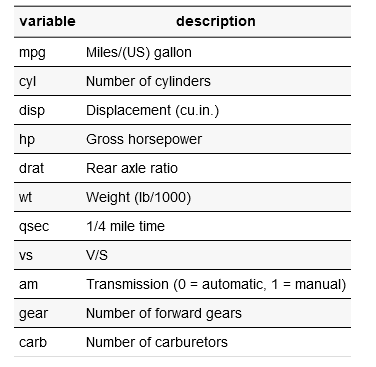 variable description
mpg Miles/(US) gallon
cyl Number of cylinders
disp Displacement (cu.in.)
hp Gross horsepower
drat Rear axle ratio
wt Weight (lb/1000)
qsec 1/4 mile time
vs V/S
am Transmission (0 = automatic, 1 = manual)
gear Number of forward gears
carb Number of carburetors